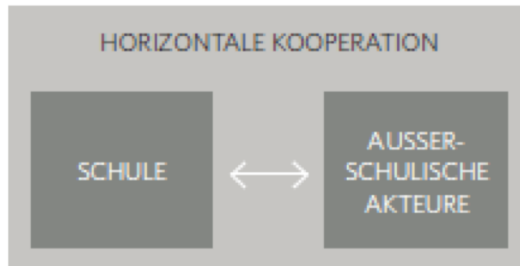 HORIZONTALE KOOPERATION
SCHULE
AUSSER-
SCHULISCHE
AKTEURE